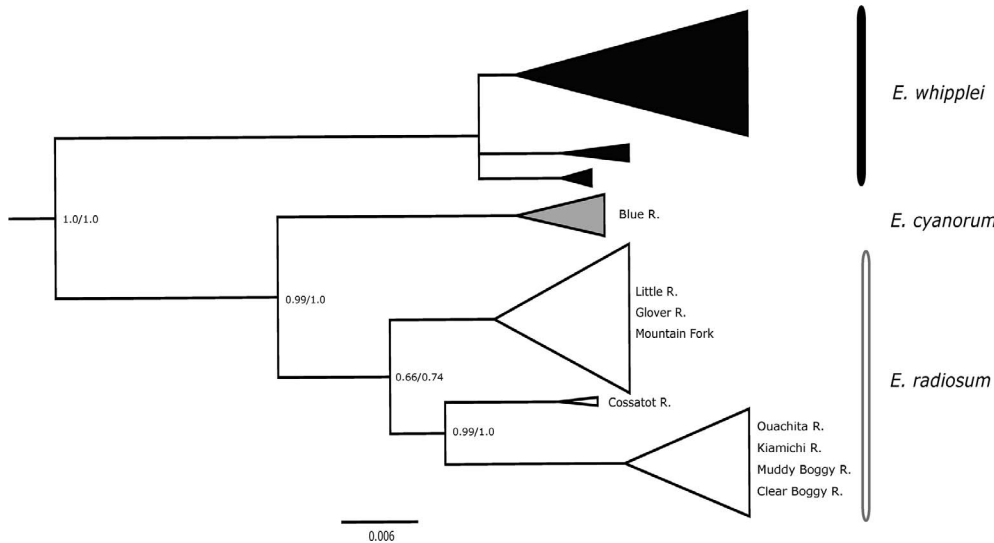 E. whipplei
1.0/1.0
Blue R.
E. cyanorum
0.99/1.0
Little R.
Glover R.
Mountain Fork
0.66/0.74
E. radiosum
Cossatot R.
0.99/1.0
Ouachita R.
Kiamichi R.
Muddy Boggy R.
Clear Boggy R.
0.006